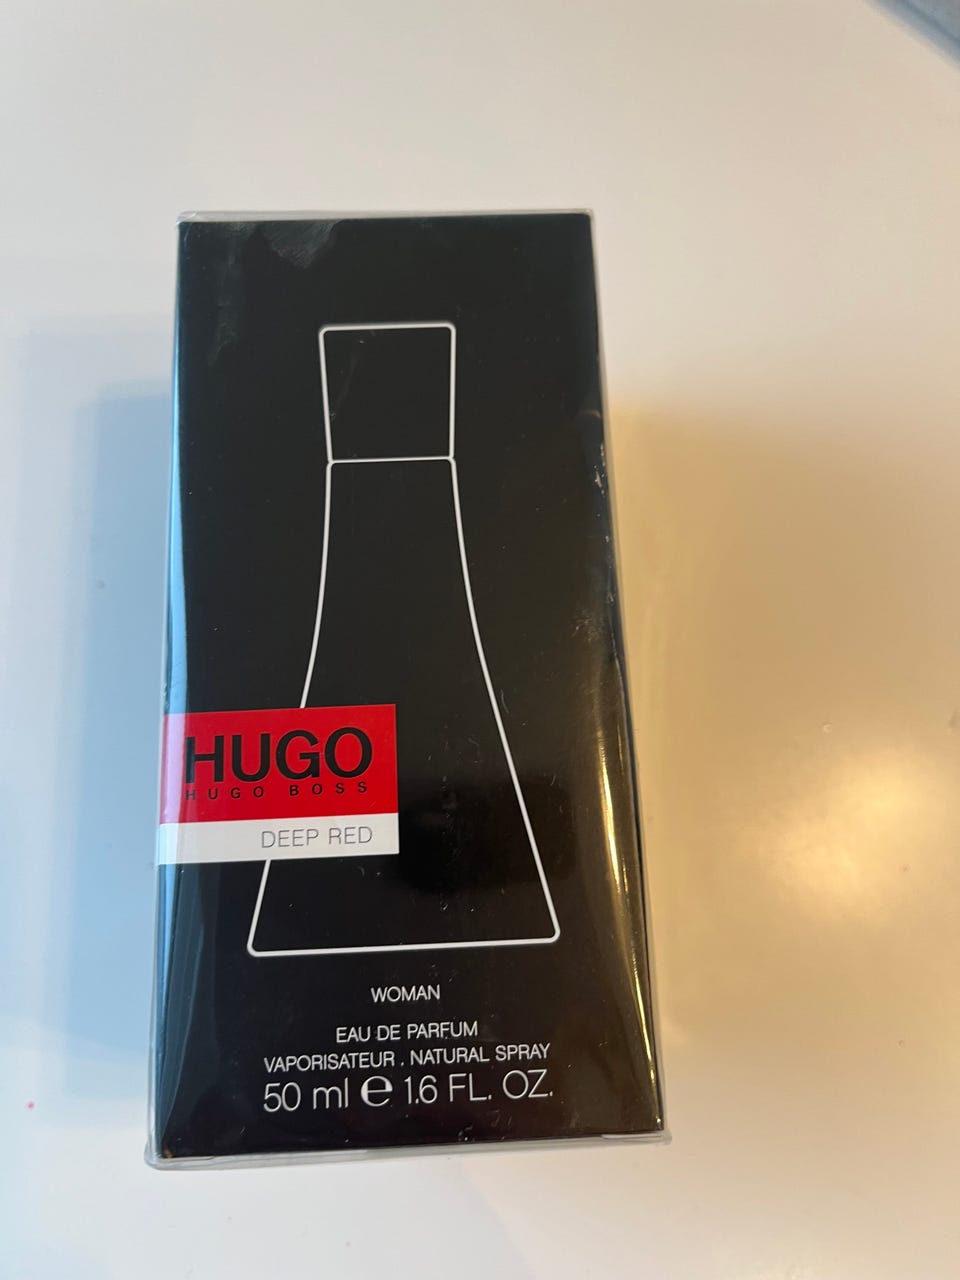 HUGO
HUGO BOSS
DEEP RED
WOMAN
EAU DE PARFUM
VAPORISATEUR . NATURAL SPRAY
50 ml ℮ 1.6 FL. OZ.